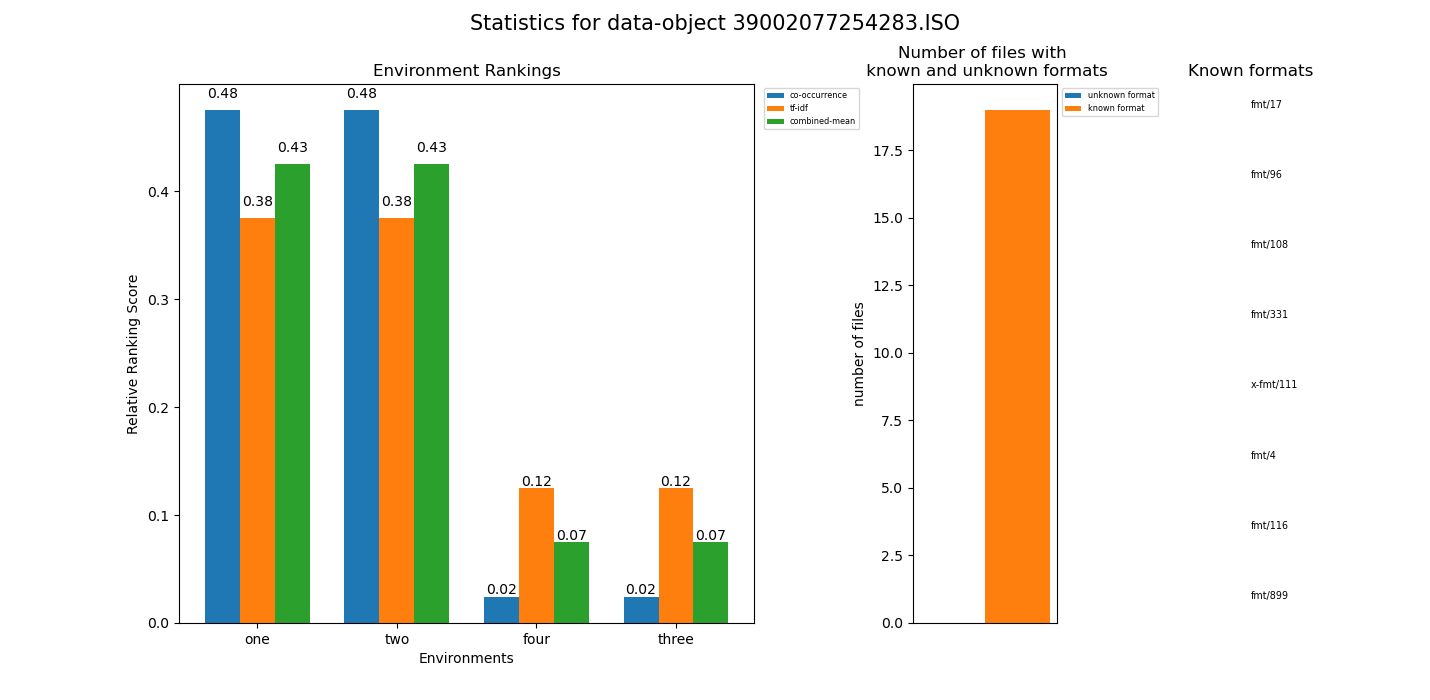 Statistics for data-object 39002077254283.ISO
Environment Rankings
0.48
0.48
0.43
0.43
0.38
0.38
0.12
0.12
0.07
0.07
0.02
0.02
0.4
0.3
0.2
0.1
0.0
Relative Ranking Score
one
two
four
three
Environments
co-occurrence
tf-idf
combined-mean
Number of files with
known and unknown formats
17.5
15.0
12.5
10.0
7.5
5.0
2.5
0.0
number of files
unknown format
known format
Known formats
fmt/17
fmt/96
fmt/108
fmt/331
x-fmt/111
fmt/4
fmt/116
fmt/899